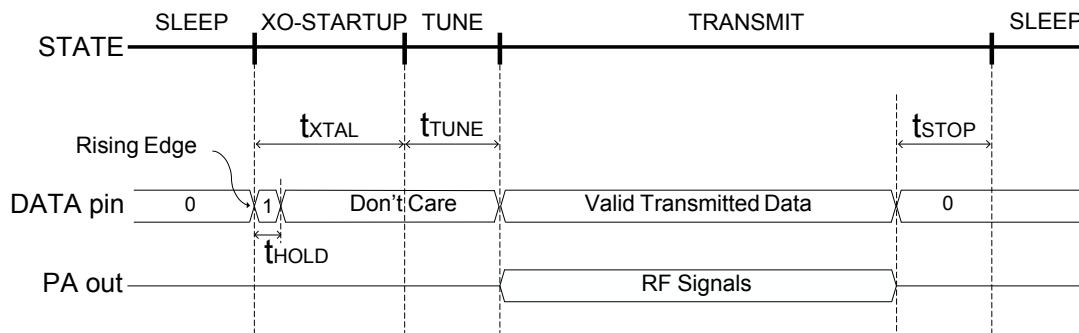 SLEEP XO-STARTUP TUNE TRANSMIT SLEEP
STATE
tXTAL tTUNE tSTOP
Rising Edge
DATA pin 0 1 Don't Care Valid Transmitted Data 0
tHOLD
PA out RF Signals